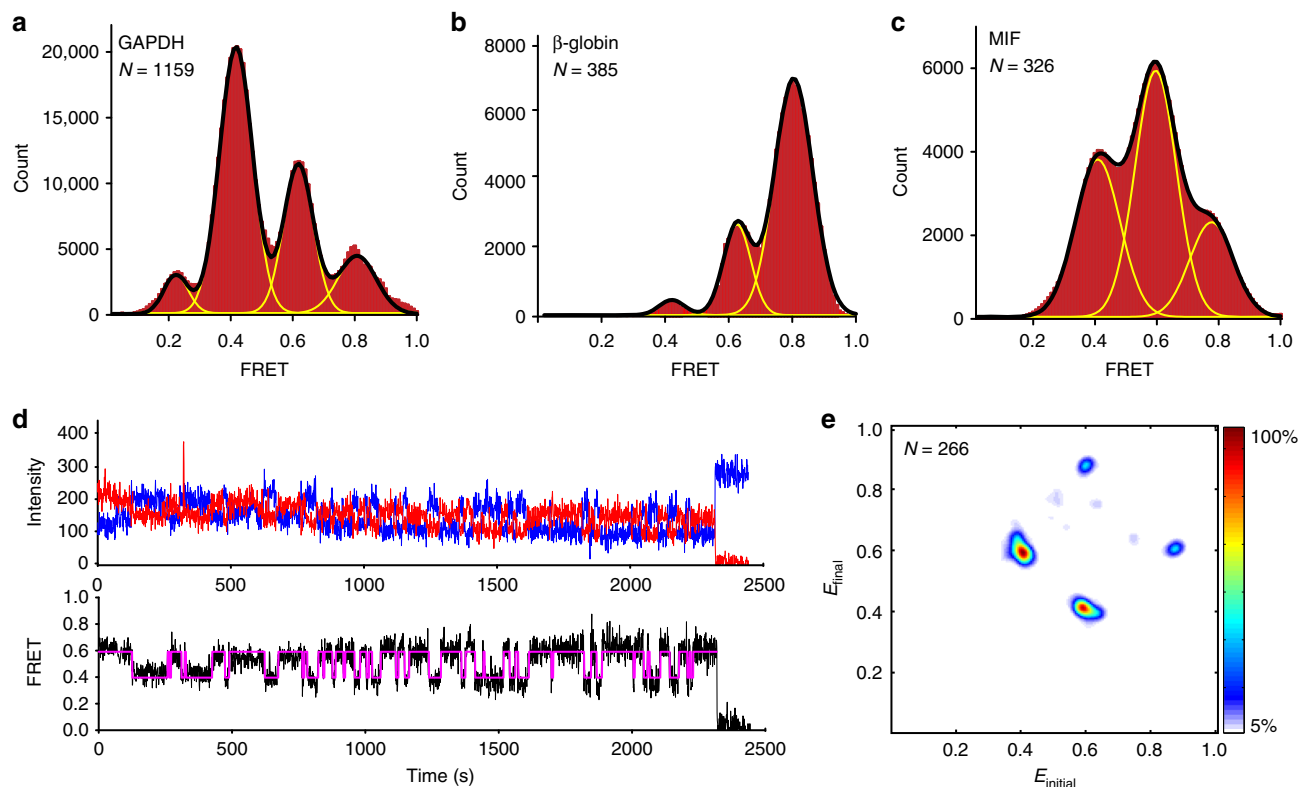 a
GAPDH
N = 1159
20,000
15,000
10,000
5000
0
Count
0.2 0.4 0.6 0.8 1.0
FRET
b
β-globin
N = 385
8000
6000
4000
2000
0
Count
0.2 0.4 0.6 0.8 1.0
FRET
c
MIF
N = 326
6000
4000
2000
0
Count
0.2 0.4 0.6 0.8 1.0
FRET
d
400
300
200
100
0
Intensity
0 500 1000 1500 2000 2500
1.0
0.8
0.6
0.4
0.2
0.0
FRET
0 500 1000 1500 2000 2500
Time (s)
e
N = 266
1.0
0.8
0.6
0.4
0.2
Efinal
0.2 0.4 0.6 0.8 1.0
Einitial
100%
5%